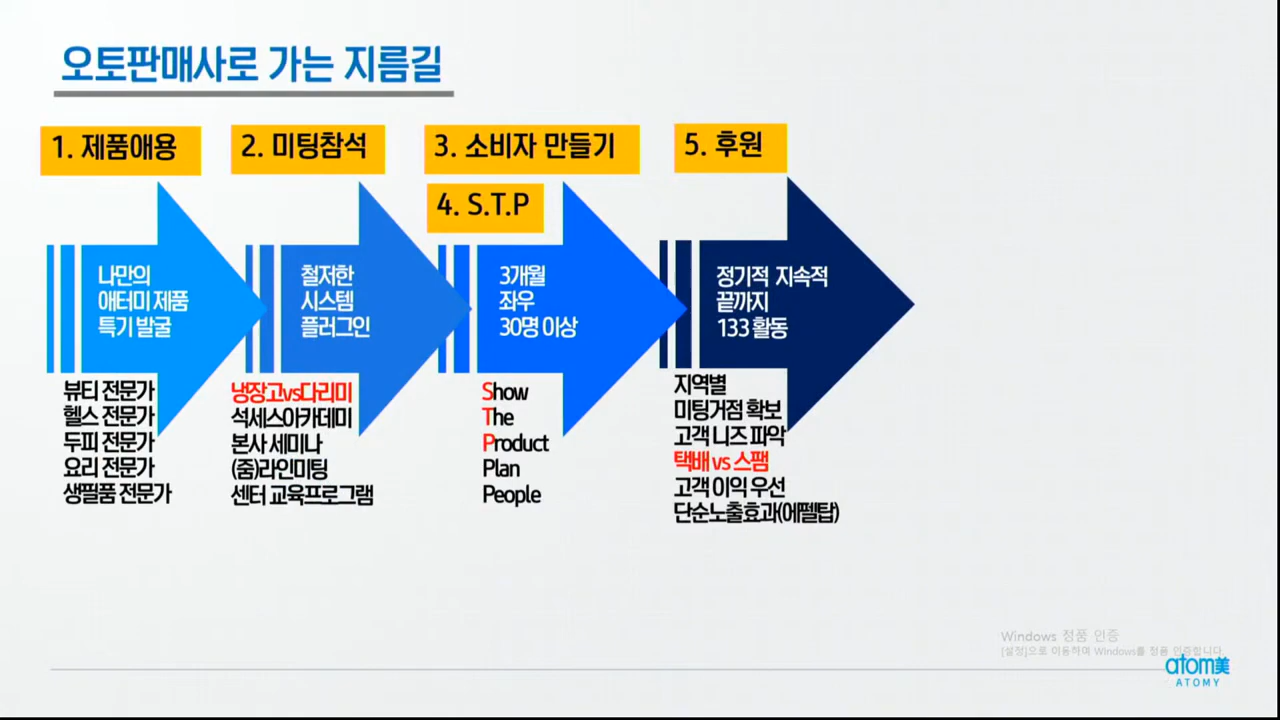 오토판매사로 가는 지름길
1. 제품애용
나만의
애터미 제품
특기 발굴
뷰티 전문가
헬스 전문가
두피 전문가
요리 전문가
생필품 전문가
2. 미팅참석
철저한
시스템
플러그인
냉장고vs다리미
석세스아카데미
본사 세미나
(줌)라인미팅
센터 교육프로그램
3. 소비자 만들기
4. S.T.P
3개월
좌우
30명 이상
Show
The
Product
Plan
People
5. 후원
정기적 지속적
끝까지
133 활동
지역별
미팅거점 확보
고객 니즈 파악
택배 vs 스팸
고객 이익 우선
단순노출효과(에펠탑)
Windows 정품 인증
[설정]으로 이동하여 Windows를 정품 인증합니다.
atom美
ATOMY